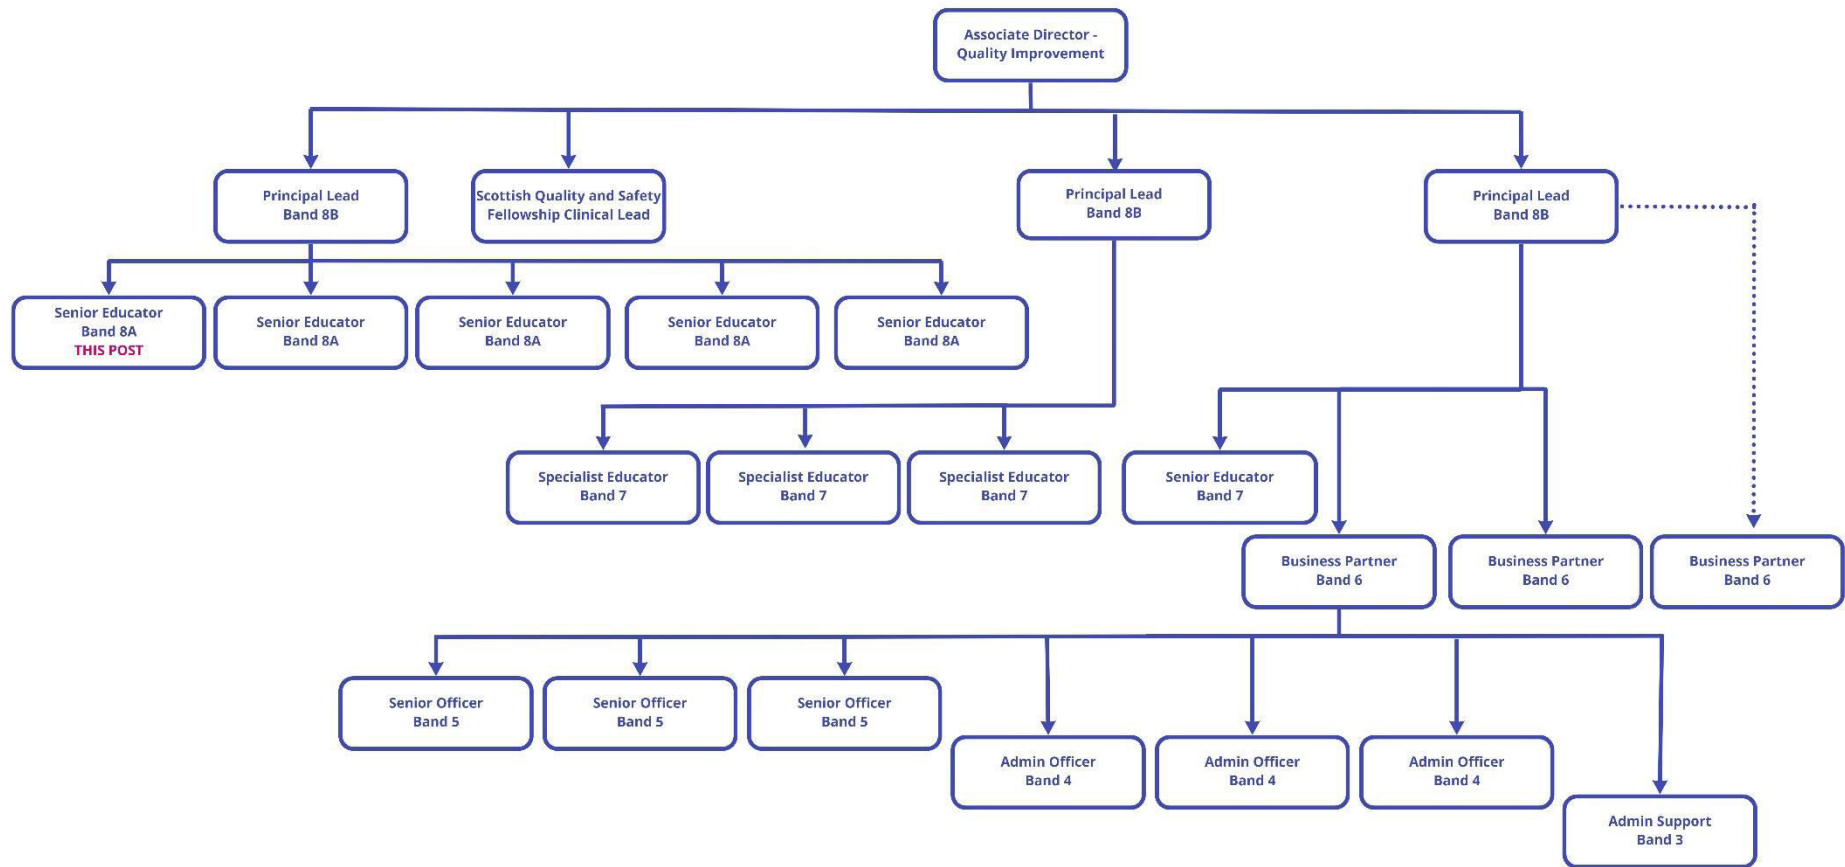 Associate Director -
Quality Improvement
Principal Lead
Band 8B
Scottish Quality and Safety
Fellowship Clinical Lead
Principal Lead
Band 8B
Principal Lead
Band 8B
Senior Educator
Band 8A
THIS POST
Senior Educator
Band 8A
Senior Educator
Band 8A
Senior Educator
Band 8A
Senior Educator
Band 8A
Specialist Educator
Band 7
Specialist Educator
Band 7
Specialist Educator
Band 7
Senior Educator
Band 7
Business Partner
Band 6
Business Partner
Band 6
Business Partner
Band 6
Senior Officer
Band 5
Senior Officer
Band 5
Senior Officer
Band 5
Admin Officer
Band 4
Admin Officer
Band 4
Admin Officer
Band 4
Admin Support
Band 3